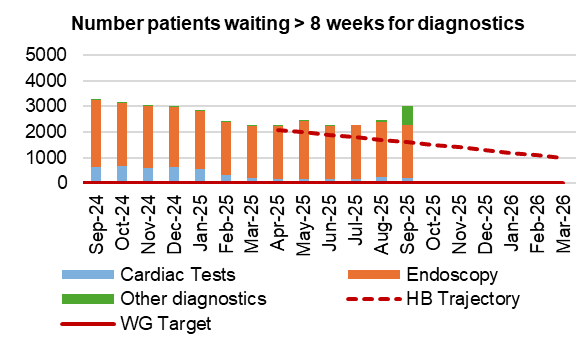 Number patients waiting > 8 weeks for diagnostics
5000
4000
3000
2000
1000
0
Sep-24
Oct-24
Nov-24
Dec-24
Jan-25
Feb-25
Mar-25
Apr-25
May-25
Jun-25
Jul-25
Aug-25
Sep-25
Oct-25
Nov-25
Dec-25
Jan-26
Feb-26
Mar-26
Cardiac Tests
Endoscopy
Other diagnostics
HB Trajectory
WG Target